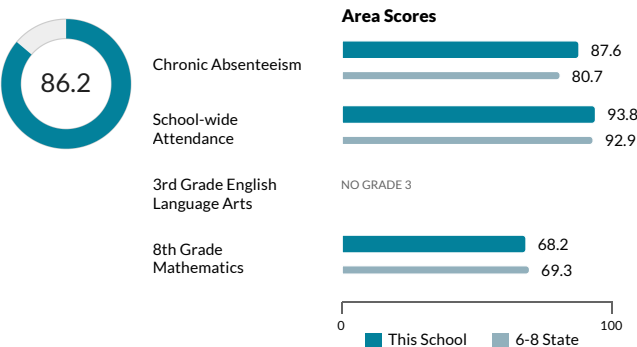 Area Scores
86.2
Chronic Absenteeism
87.6
80.7
School-wide
Attendance
93.8
92.9
3rd Grade English
Language Arts
NO GRADE 3
8th Grade
Mathematics
68.2
69.3
0
100
This School
6-8 State